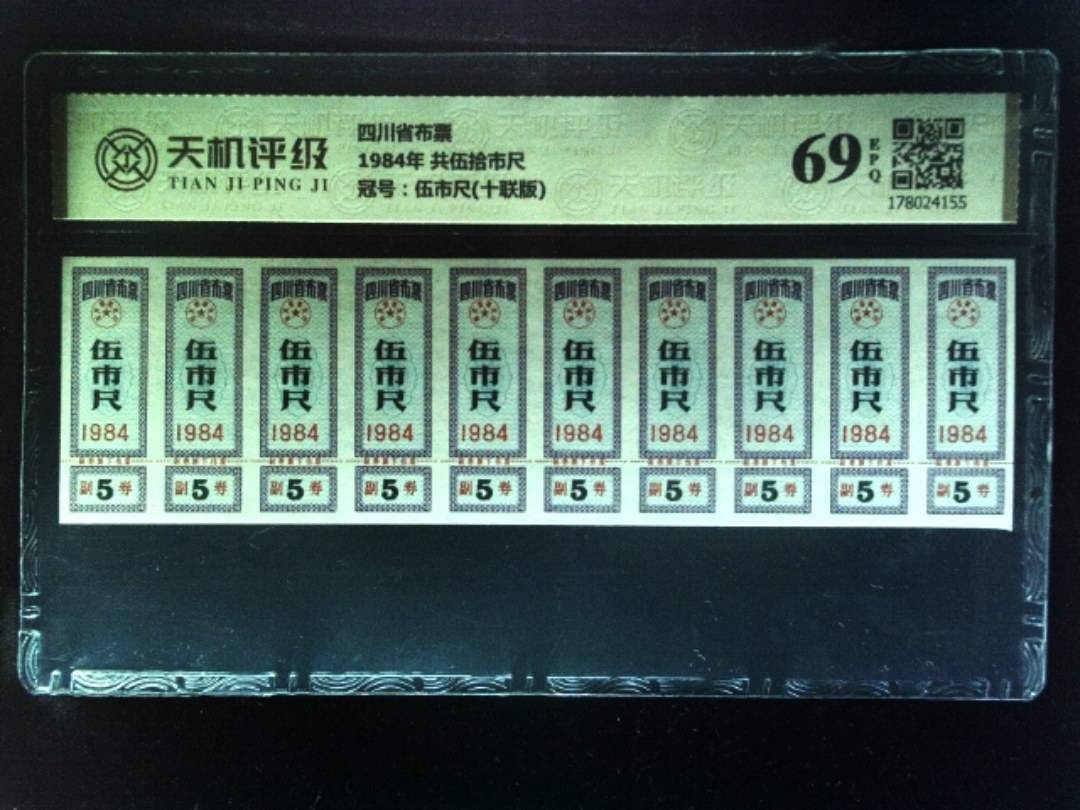 天机评级
TIAN JI PING JI
四川省布票
1984年 共伍拾市尺
冠号：伍市尺(十联版)
69
EPQ
178024155
四川省布票 四川省布票 四川省布票 四川省布票 四川省布票 四川省布票 四川省布票 四川省布票 四川省布票 四川省布票
伍市尺 伍市尺 伍市尺 伍市尺 伍市尺 伍市尺 伍市尺 伍市尺 伍市尺 伍市尺
1984 1984 1984 1984 1984 1984 1984 1984 1984 1984
副5券 副5券 副5券 副5券 副5券 副5券 副5券 副5券 副5券 副5券